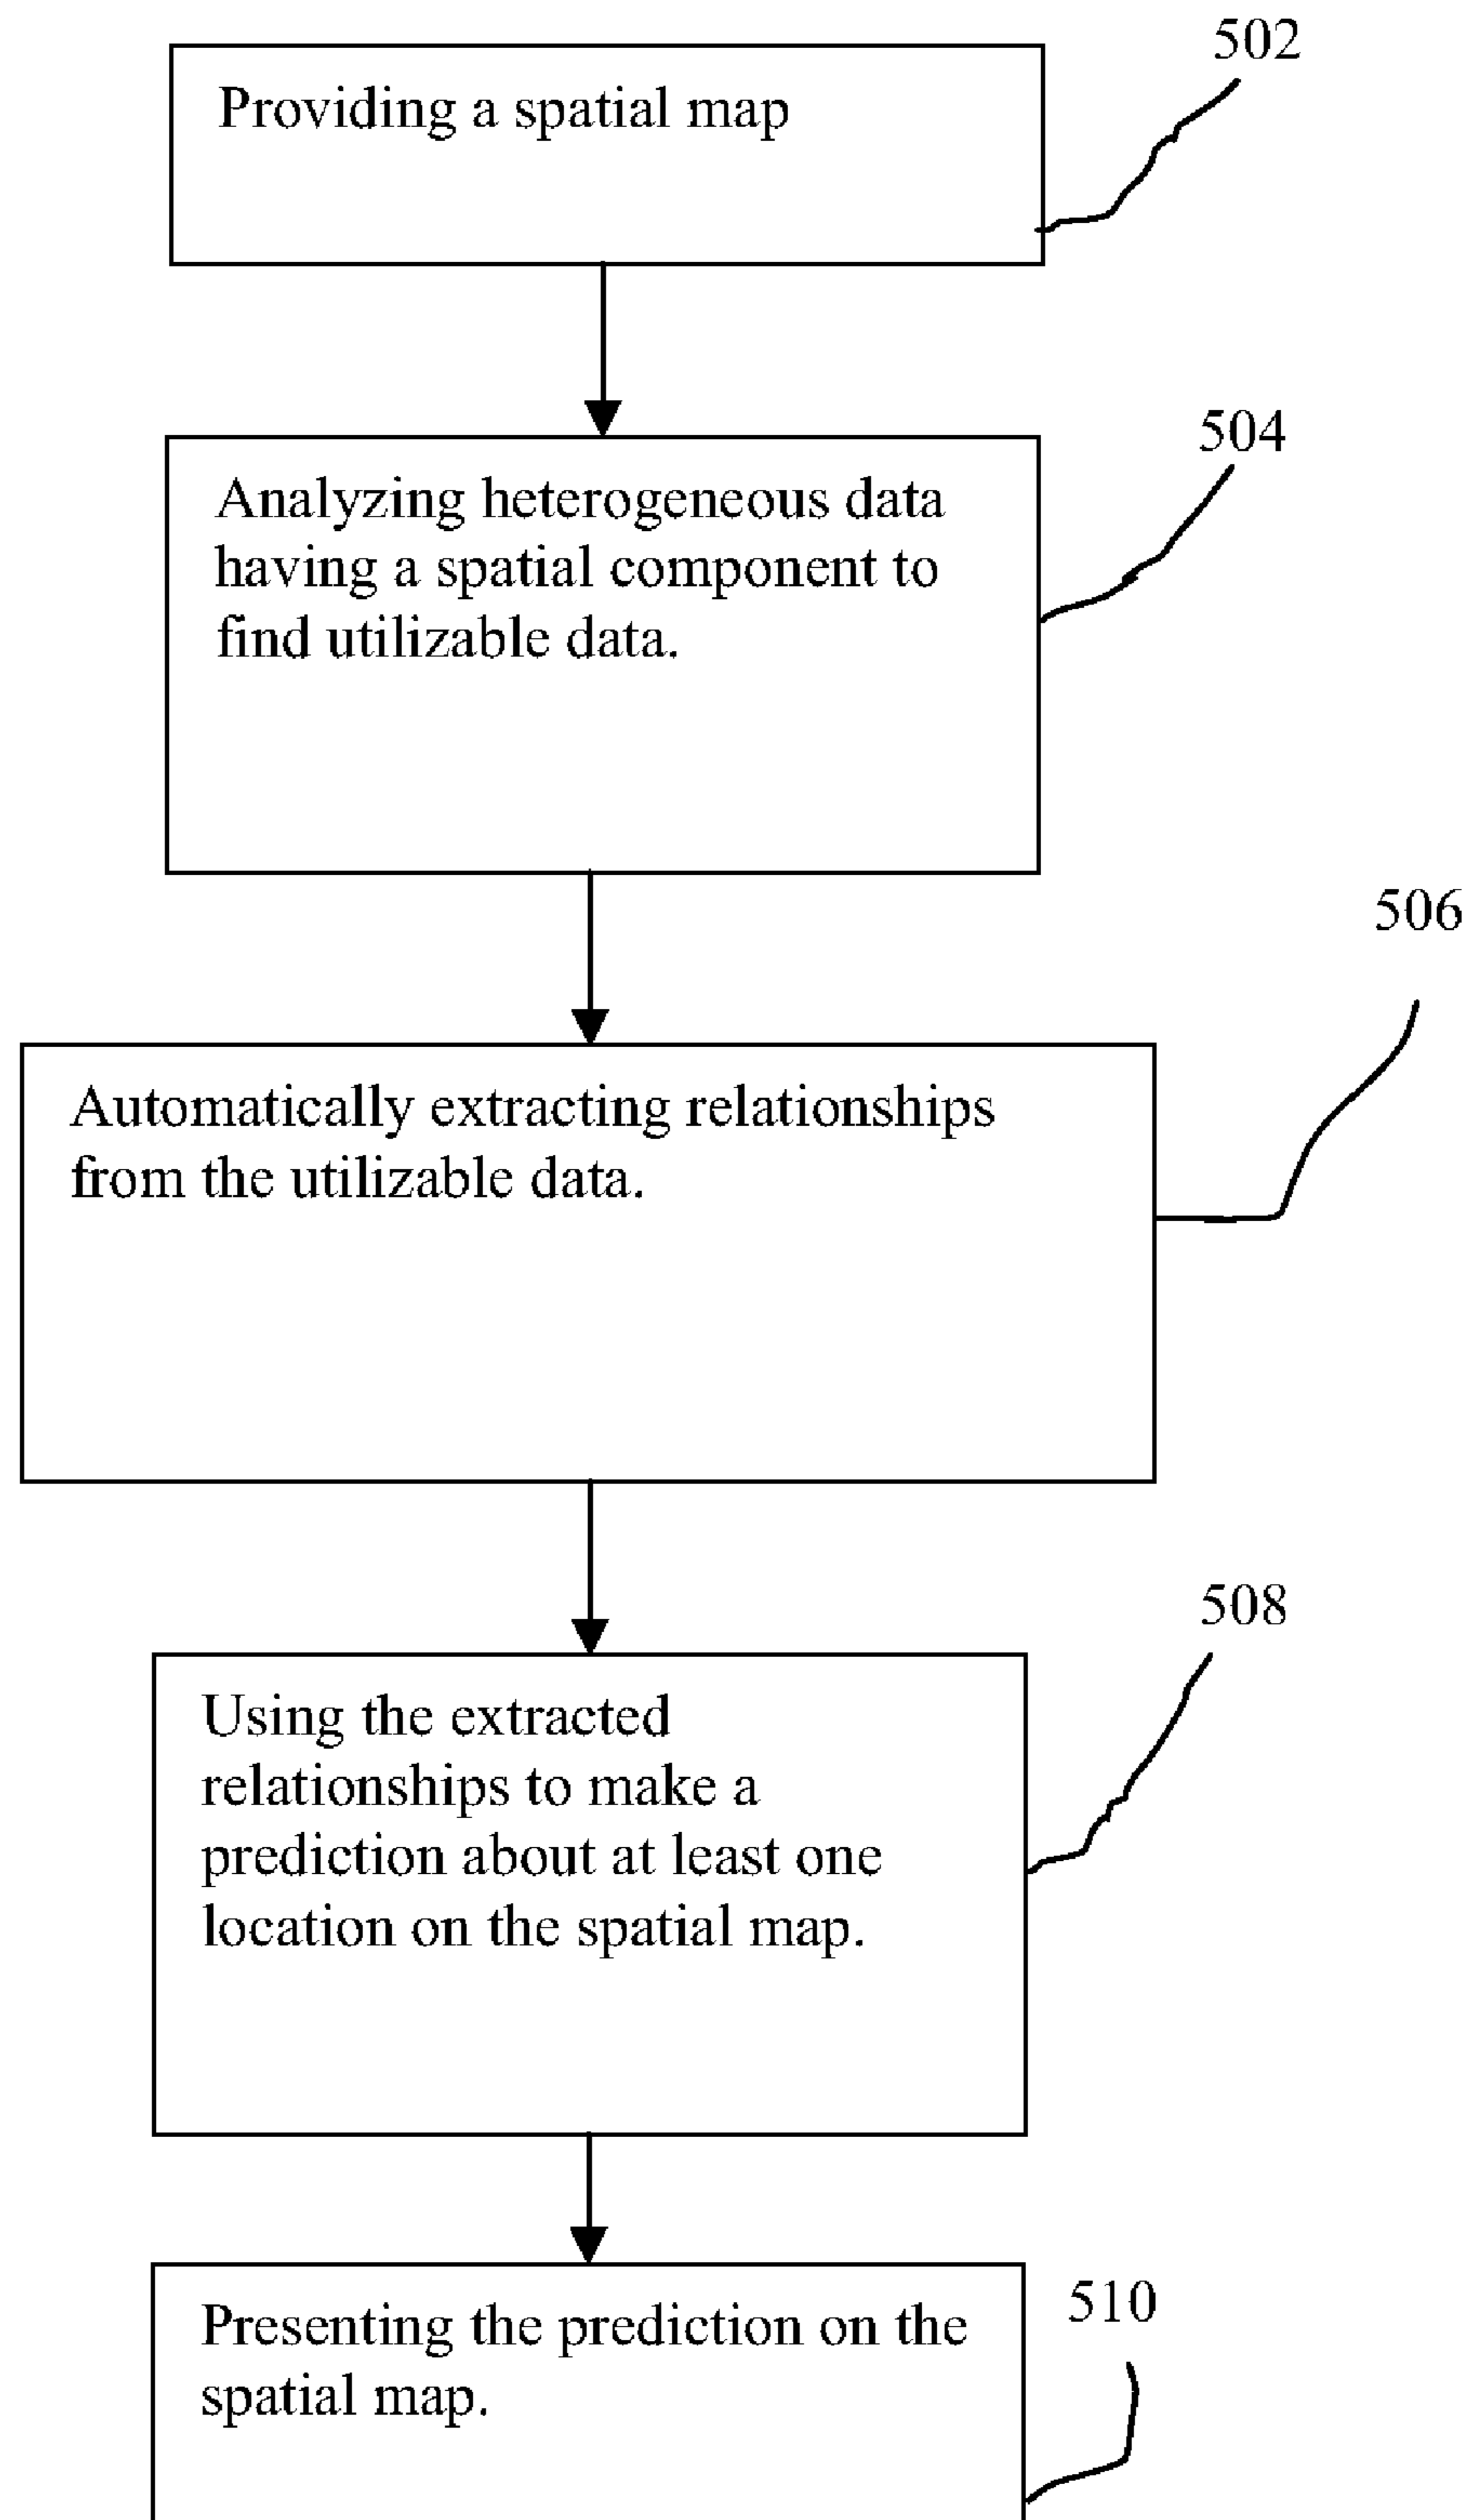 502
Providing a spatial map
504
Analyzing heterogeneous data
having a spatial component to
find utilizable data.
506
Automatically extracting relationships
from the utilizable data.
508
Using the extracted
relationships to make a
prediction about at least one
location on the spatial map.
510
Presenting the prediction on the
spatial map.